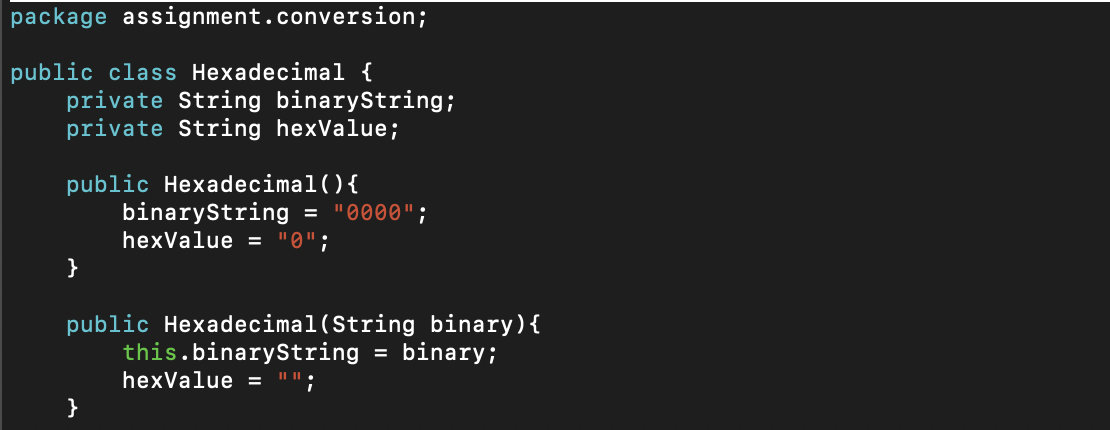 package assignment.conversion;
public class Hexadecimal {
private String binaryString;
private String hexValue;
public Hexadecimal(){
binaryString = "0000";
hexValue = "0";
}
public Hexadecimal(String binary){
this.binaryString = binary;
hexValue = "";
}